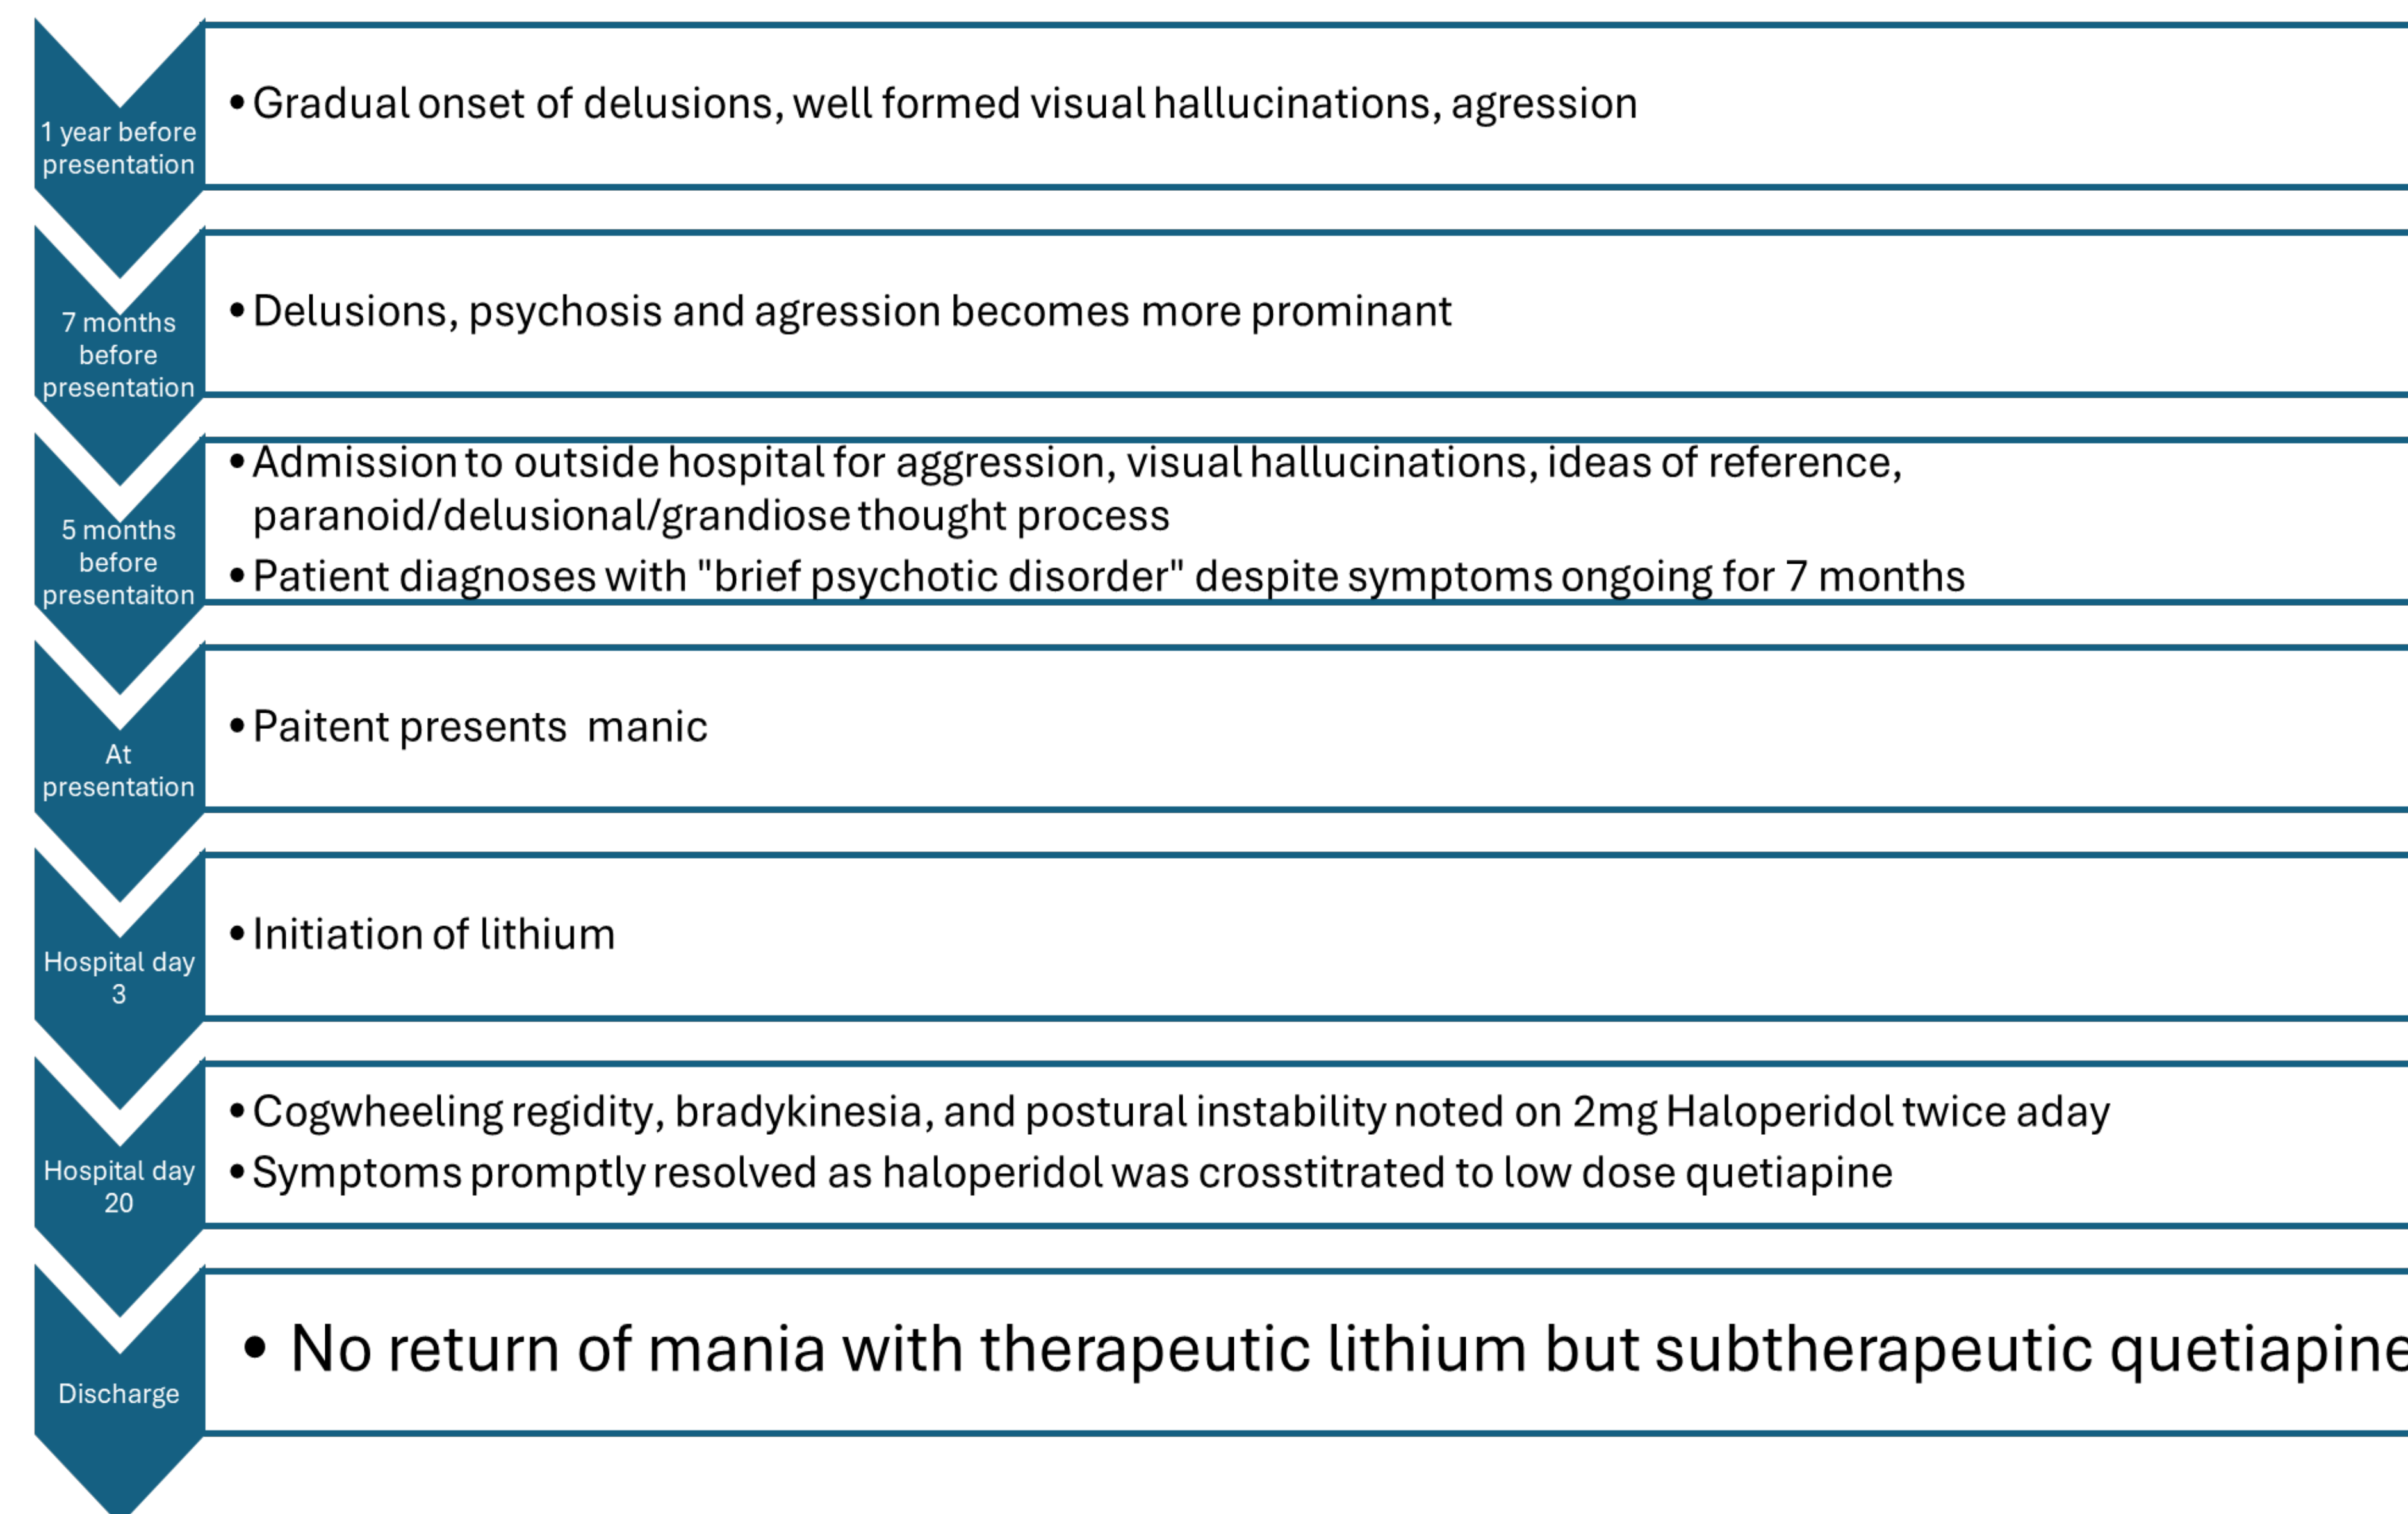 1 year before
presentation
•Gradual onset of delusions, well formed visual hallucinations, agression
7 months
before
presentation
•Delusions, psychosis and agression becomes more prominant
5 months
before
presentaiton
•Admission to outside hospital for aggression, visual hallucinations, ideas of reference,
paranoid/delusional/grandiose thought process
•Patient diagnoses with "brief psychotic disorder" despite symptoms ongoing for 7 months
At
presentation
•Paitent presents  manic
Hospital day
3
•Initiation of lithium
Hospital day
20
•Cogwheeling regidity, bradykinesia, and postural instability noted on 2mg Haloperidol twice aday
•Symptoms promptly resolved as haloperidol was crosstitrated to low dose quetiapine
Discharge
• No return of mania with therapeutic lithium but subtherapeutic quetiapine